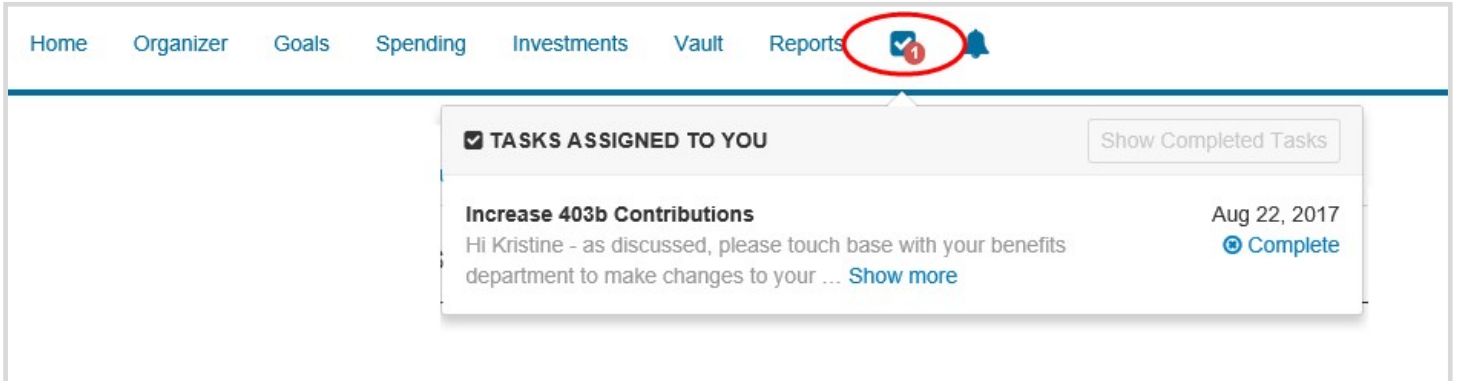 Home Organizer Goals Spending Investments Vault Reports 1
TASKS ASSIGNED TO YOU Show Completed Tasks
Increase 403b Contributions Aug 22, 2017
Hi Kristine - as discussed, please touch base with your benefits Complete
department to make changes to your ... Show more